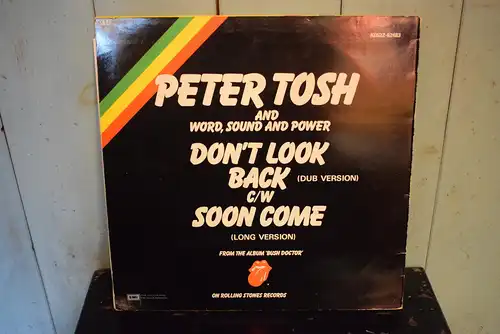 PETER TOSH
AND
WORD, SOUND AND POWER
DON'T LOOK
BACK (DUB VERSION)
C/W
SOON COME
(LONG VERSION)
FROM THE ALBUM 'BUSH DOCTOR'
ON ROLLING STONES RECORDS
EMI